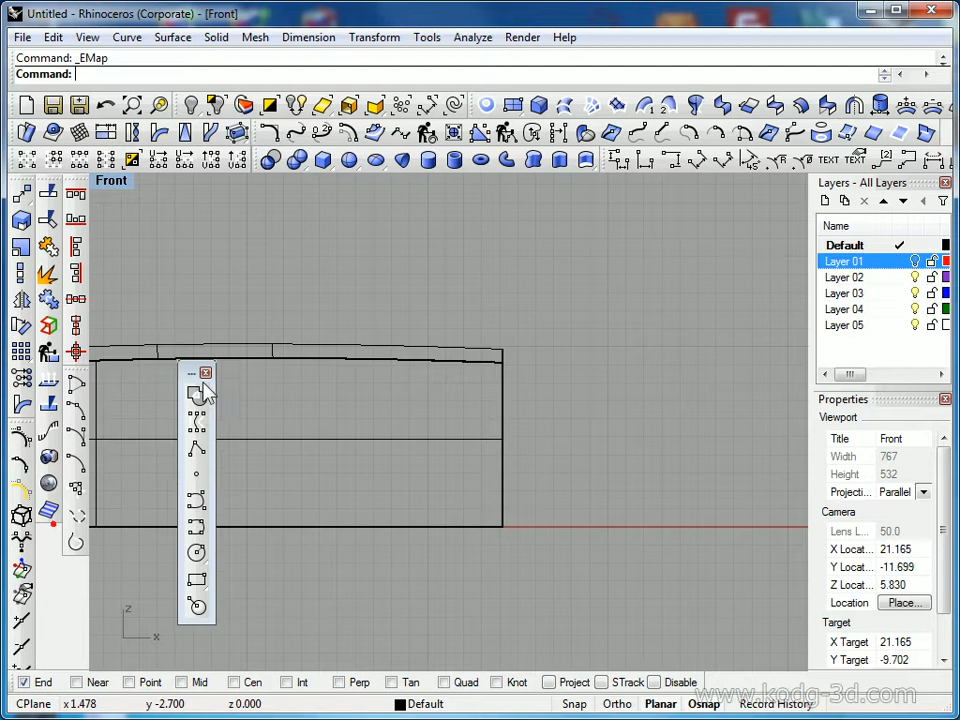 Untitled - Rhinoceros (Corporate) - [Front]
File Edit View Curve Surface Solid Mesh Dimension Transform Tools Analyze Render Help
Command: _EMap
Command:
TEXT TEXT
Front
Layers - All Layers
Name
Default
Layer 01
Layer 02
Layer 03
Layer 04
Layer 05
Properties
Viewport
Title Front
Width 767
Height 532
Projecti... Parallel
Camera
Lens L... 50.0
X Locat... 21.165
Y Locat... -11.699
Z Locat... 5.830
Location Place...
Target
X Target 21.165
Y Target -9.702
z
x
End Near Point Mid Cen Int Perp Tan Quad Knot Project STrack Disable
www.kodg-3d.com
CPlane x 1.478 y -2.700 z 0.000 Default Snap Ortho Planar Osnap Record History